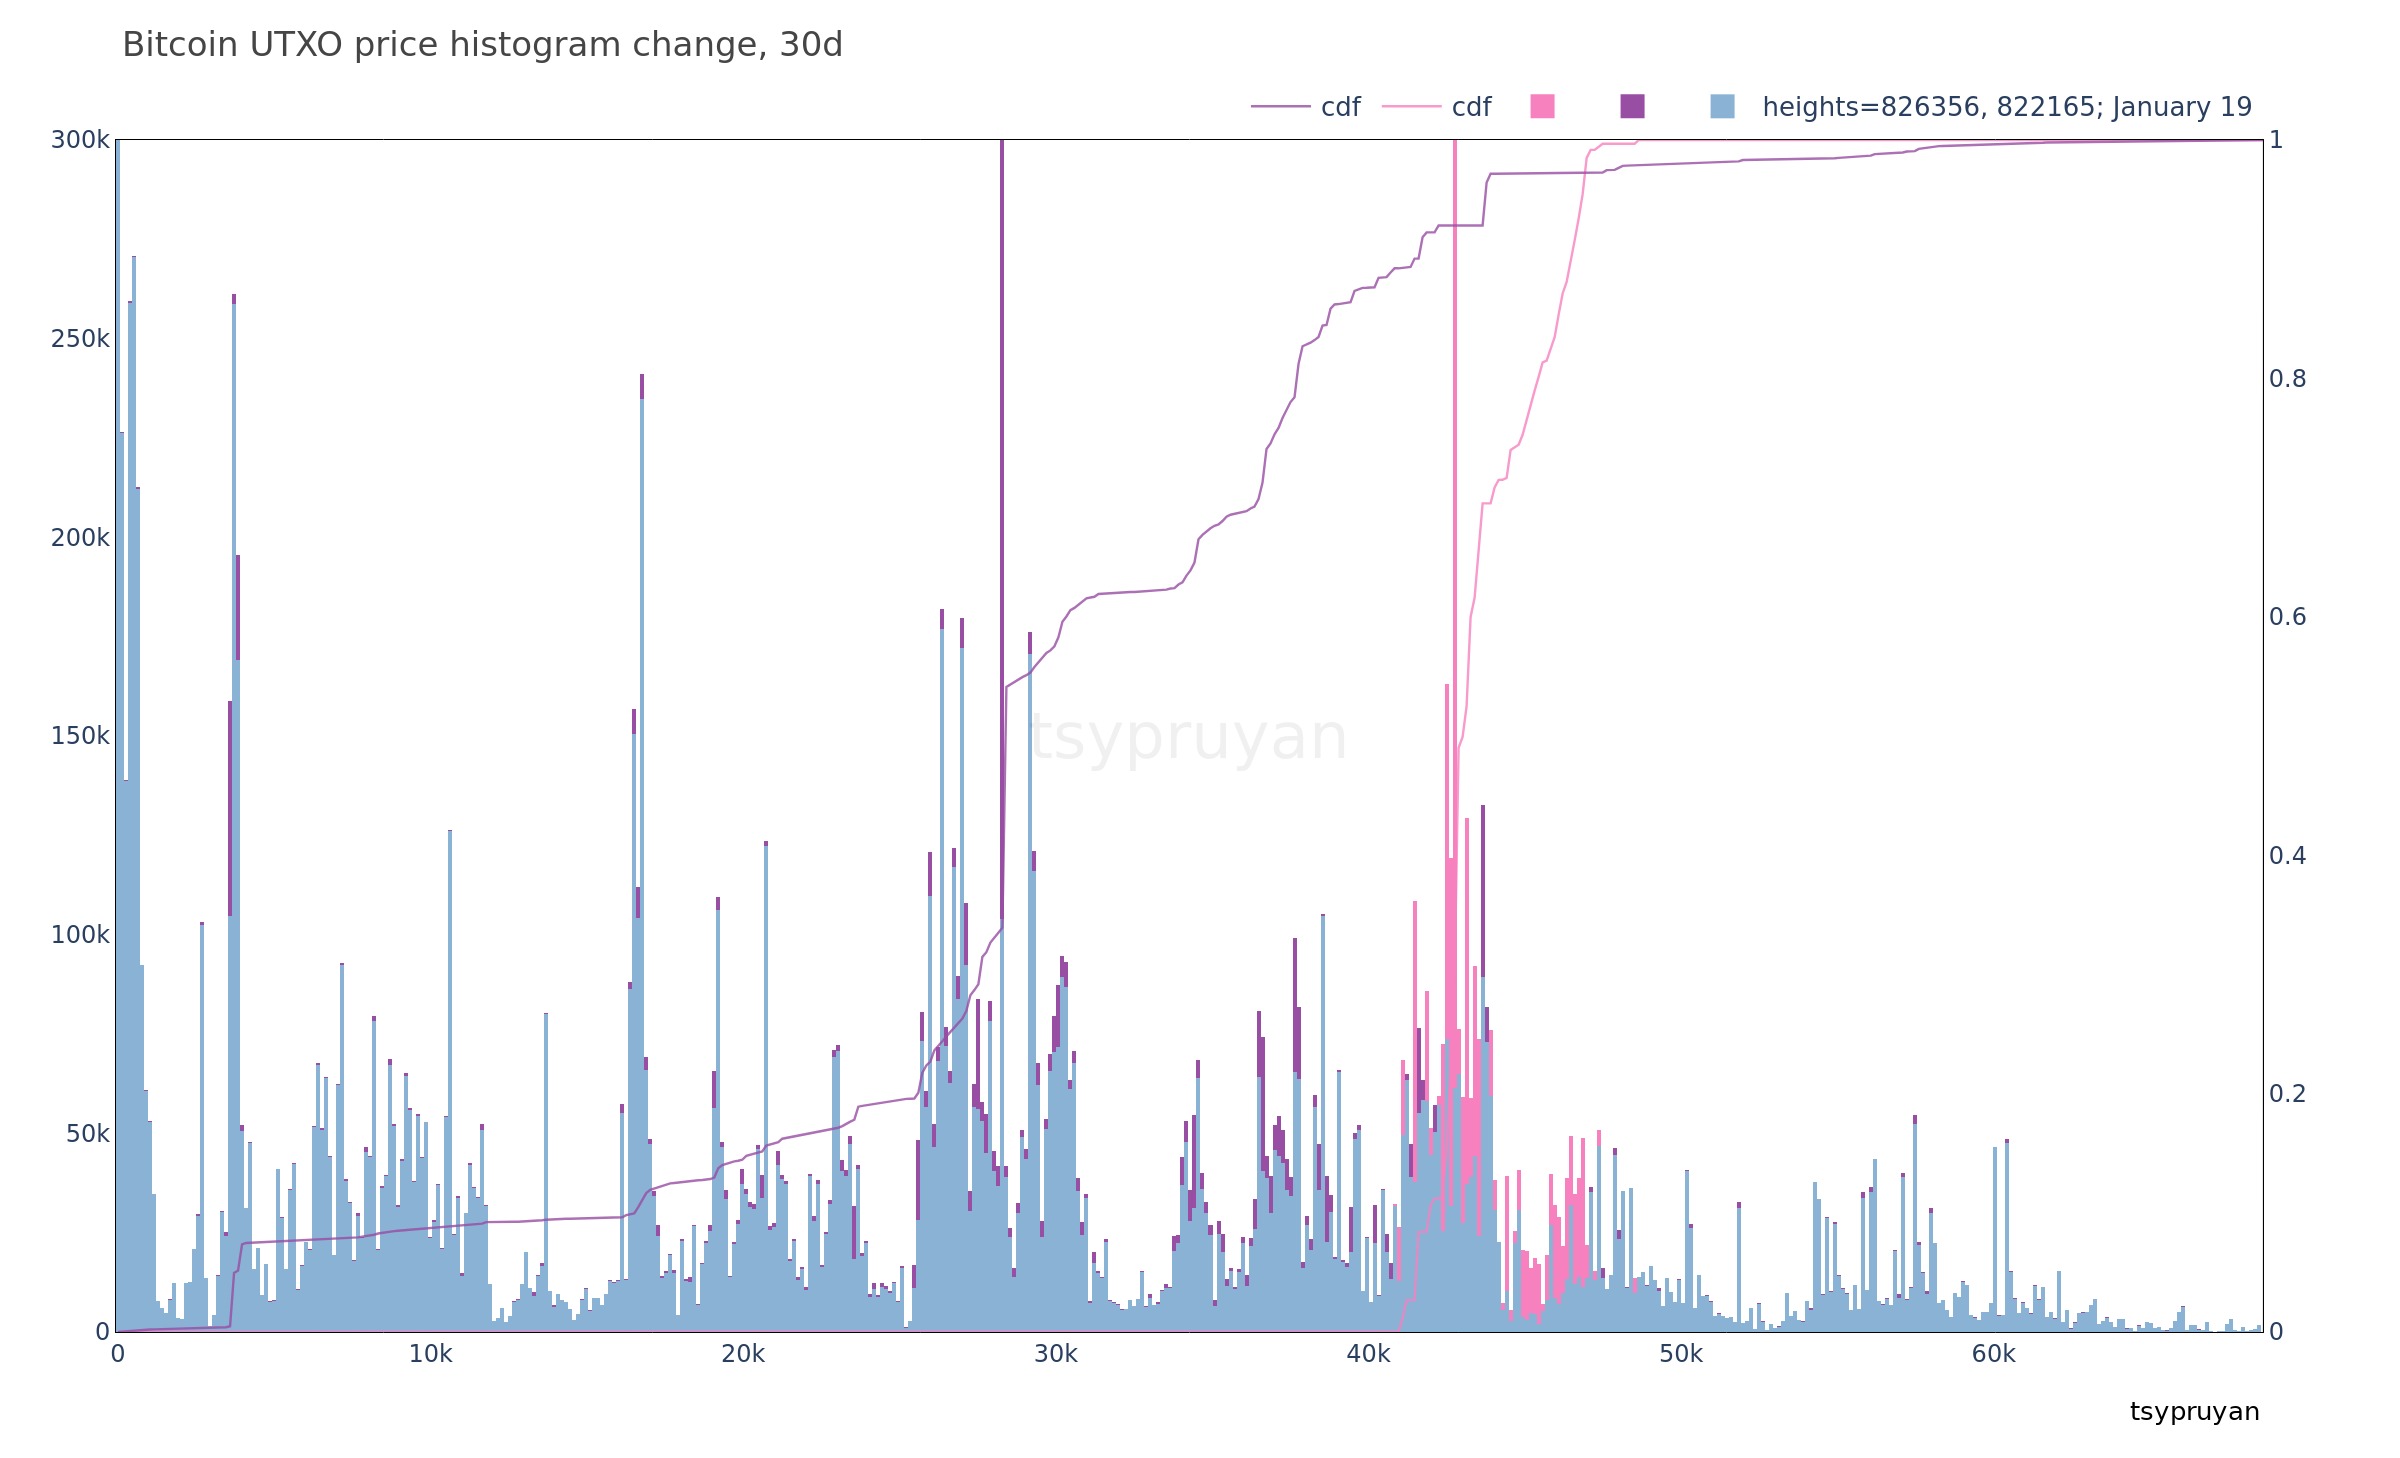 Bitcoin UTXO price histogram change, 30d
cdf cdf heights=826356, 822165; January 19
300k
250k
200k
150k
100k
50k
0
1
0.8
0.6
0.4
0.2
0
tsypruyan
0 10k 20k 30k 40k 50k 60k
tsypruyan